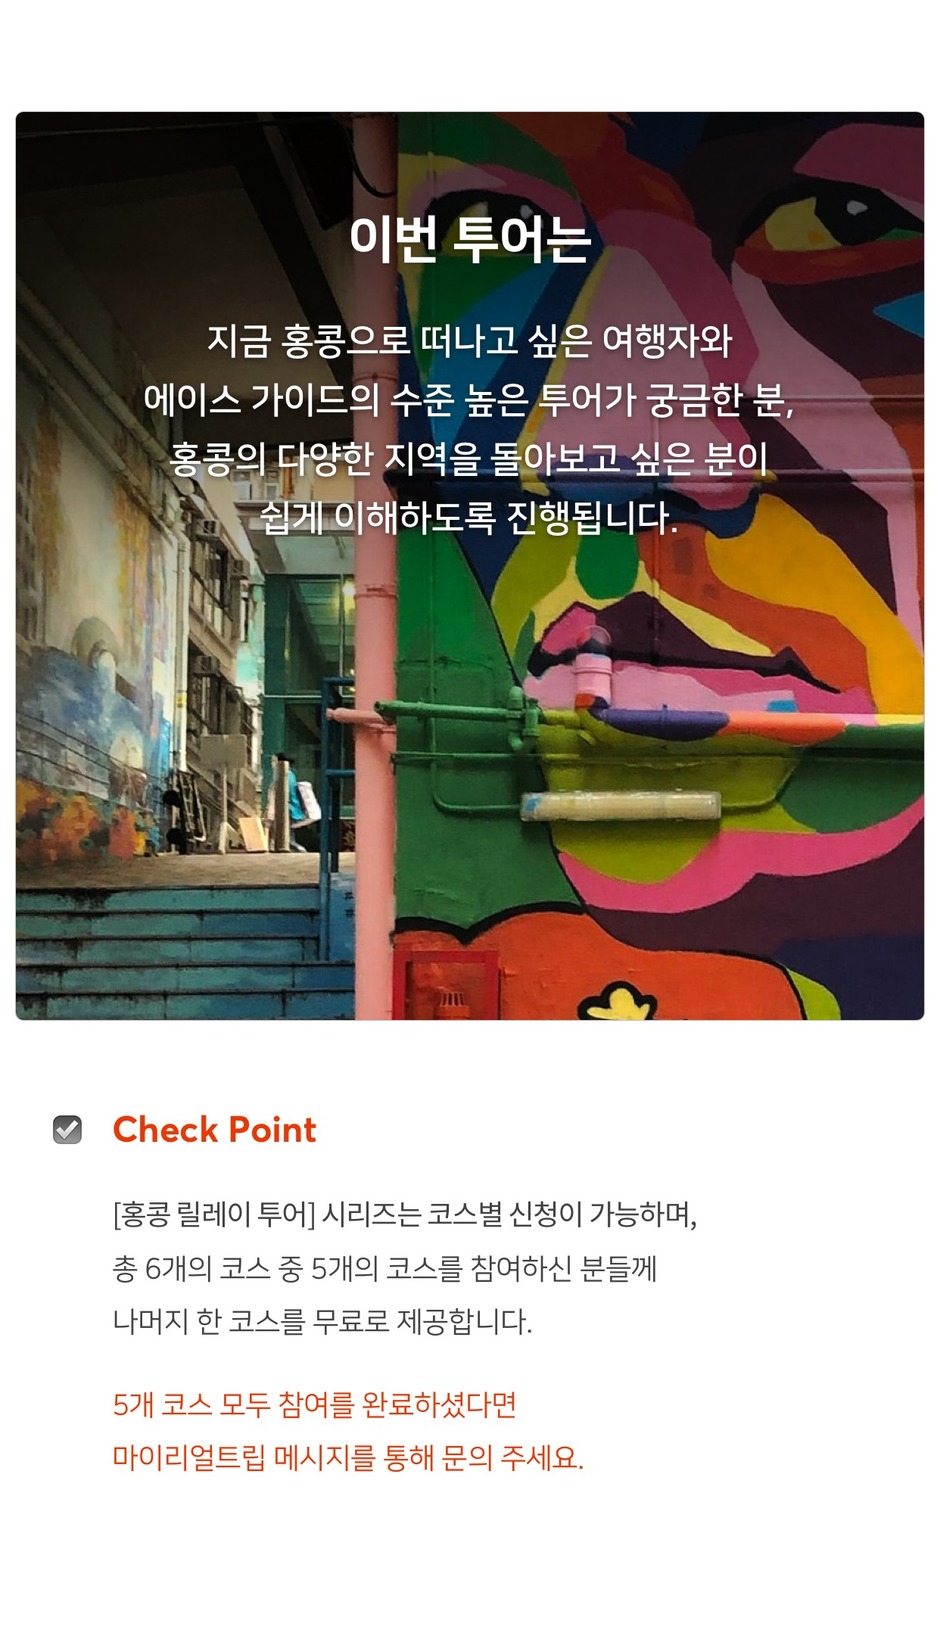 이번 투어는
지금 홍콩으로 떠나고 싶은 여행자와
에이스 가이드의 수준 높은 투어가 궁금한 분,
홍콩의 다양한 지역을 돌아보고 싶은 분이
쉽게 이해하도록 진행됩니다.
Check Point
[홍콩 릴레이 투어] 시리즈는 코스별 신청이 가능하며,
총 6개의 코스 중 5개의 코스를 참여하신 분들께
나머지 한 코스를 무료로 제공합니다.
5개 코스 모두 참여를 완료하셨다면
마이리얼트립 메시지를 통해 문의 주세요.